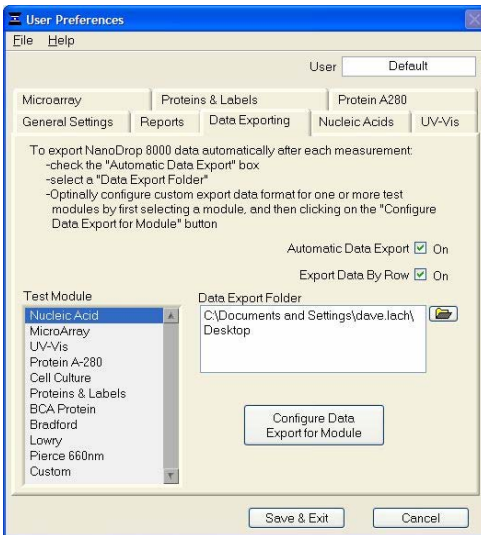 User Preferences
File Help
User Default
Microarray Proteins & Labels Protein A280
General Settings Reports Data Exporting Nucleic Acids UV-Vis
To export NanoDrop 8000 data automatically after each measurement:
-check the "Automatic Data Export" box
-select a "Data Export Folder"
-Optinally configure custom export data format for one or more test
modules by first selecting a module, and then clicking on the "Configure
Data Export for Module" button
Automatic Data Export On
Export Data By Row On
Test Module
Nucleic Acid
MicroArray
UV-Vis
Protein A-280
Cell Culture
Proteins & Labels
BCA Protein
Bradford
Lowry
Pierce 660nm
Custom
Data Export Folder
C:\Documents and Settings\dave.lach\
Desktop
Configure Data
Export for Module
Save & Exit Cancel